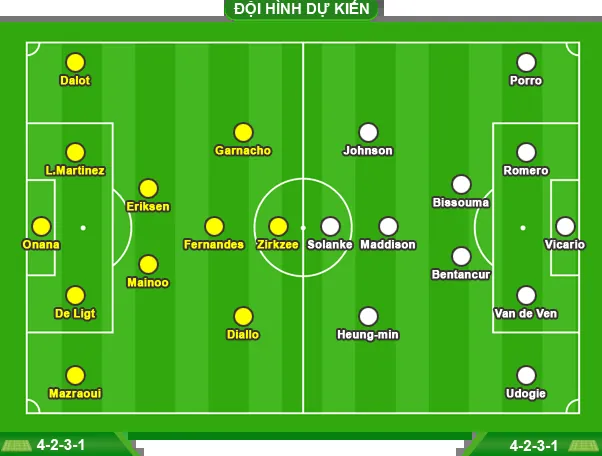 ĐỘI HÌNH DỰ KIẾN
Dalot
Porro
Garnacho
Johnson
L.Martinez
Romero
Eriksen
Bissouma
Onana
Fernandes
Zirkzee
Solanke
Maddison
Vicario
Mainoo
Bentancur
De Ligt
Van de Ven
Diallo
Heung-min
Mazraoui
Udogie
4-2-3-1
4-2-3-1